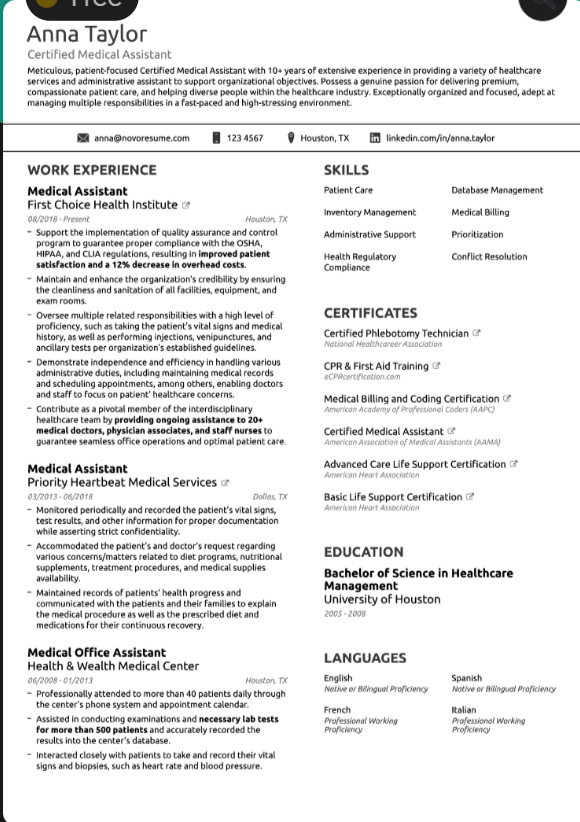 Free
Anna Taylor
Certified Medical Assistant
Meticulous, patient-focused Certified Medical Assistant with 10+ years of extensive experience in providing a variety of healthcare
services and administrative assistant to support organizational objectives. Possess a genuine passion for delivering premium,
compassionate patient care, and helping diverse people within the healthcare industry. Exceptionally organized and focused, adept at
managing multiple responsibilities in a fast-paced and high-stressing environment.
anna@novoresume.com 123 4567 Houston, TX linkedin.com/in/anna.taylor
WORK EXPERIENCE
Medical Assistant
First Choice Health Institute
08/2018 - Present Houston, TX
– Support the implementation of quality assurance and control
program to guarantee proper compliance with the OSHA,
HIPAA, and CLIA regulations, resulting in improved patient
satisfaction and a 12% decrease in overhead costs.
– Maintain and enhance the organization's credibility by ensuring
the cleanliness and sanitation of all facilities, equipment, and
exam rooms.
– Oversee multiple related responsibilities with a high level of
proficiency, such as taking the patient's vital signs and medical
history, as well as performing injections, venipunctures, and
ancillary tests per organization's established guidelines.
– Demonstrate independence and efficiency in handling various
administrative duties, including maintaining medical records
and scheduling appointments, among others, enabling doctors
and staff to focus on patient' healthcare concerns.
– Contribute as a pivotal member of the interdisciplinary
healthcare team by providing ongoing assistance to 20+
medical doctors, physician associates, and staff nurses to
guarantee seamless office operations and optimal patient care.
Medical Assistant
Priority Heartbeat Medical Services
03/2013 - 06/2018 Dallas, TX
– Monitored periodically and recorded the patient's vital signs,
test results, and other information for proper documentation
while asserting strict confidentiality.
– Accommodated the patient's and doctor's request regarding
various concerns/matters related to diet programs, nutritional
supplements, treatment procedures, and medical supplies
availability.
– Maintained records of patients' health progress and
communicated with the patients and their families to explain
the medical procedure as well as the prescribed diet and
medications for their continuous recovery.
Medical Office Assistant
Health & Wealth Medical Center
06/2008 - 01/2013 Houston, TX
– Professionally attended to more than 40 patients daily through
the center's phone system and appointment calendar.
– Assisted in conducting examinations and necessary lab tests
for more than 500 patients and accurately recorded the
results into the center's database.
– Interacted closely with patients to take and record their vital
signs and biopsies, such as heart rate and blood pressure.
SKILLS
Patient Care Database Management
Inventory Management Medical Billing
Administrative Support Prioritization
Health Regulatory Conflict Resolution
Compliance
CERTIFICATES
Certified Phlebotomy Technician
National Healthcareer Association
CPR & First Aid Training
eCPRcertification.com
Medical Billing and Coding Certification
American Academy of Professional Coders (AAPC)
Certified Medical Assistant
American Association of Medical Assistants (AAMA)
Advanced Care Life Support Certification
American Heart Association
Basic Life Support Certification
American Heart Association
EDUCATION
Bachelor of Science in Healthcare
Management
University of Houston
2005 - 2008
LANGUAGES
English Spanish
Native or Bilingual Proficiency Native or Bilingual Proficiency
French Italian
Professional Working Professional Working
Proficiency Proficiency